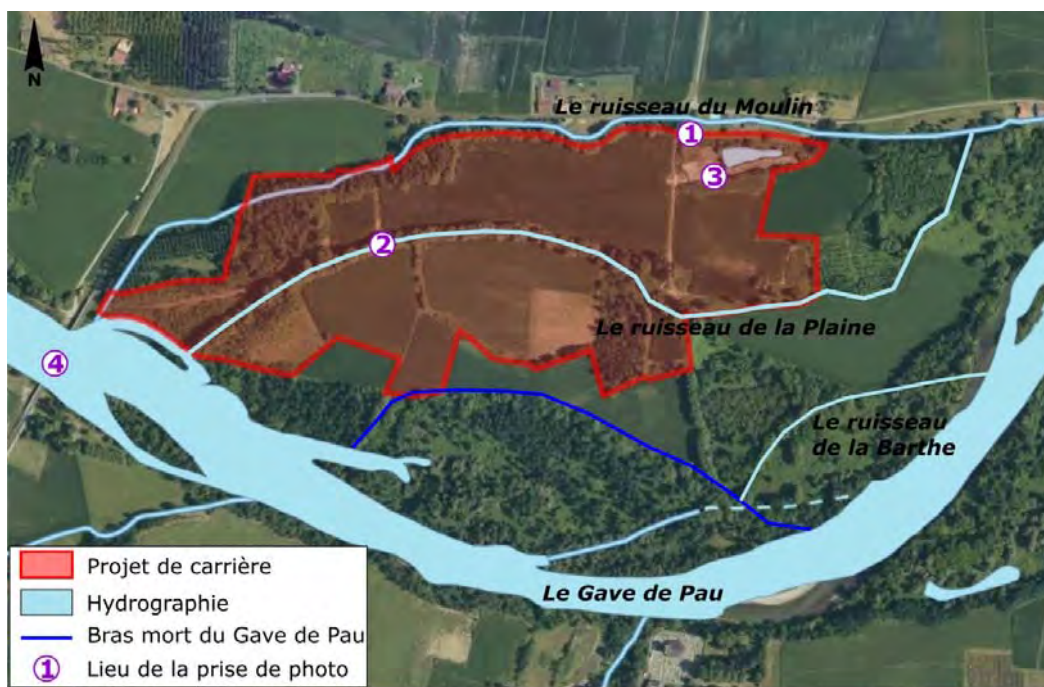 N
Le ruisseau du Moulin
1
3
2
Le ruisseau de la Plaine
4
Le ruisseau
de la Barthe
Le Gave de Pau
Projet de carrière
Hydrographie
Bras mort du Gave de Pau
1 Lieu de la prise de photo